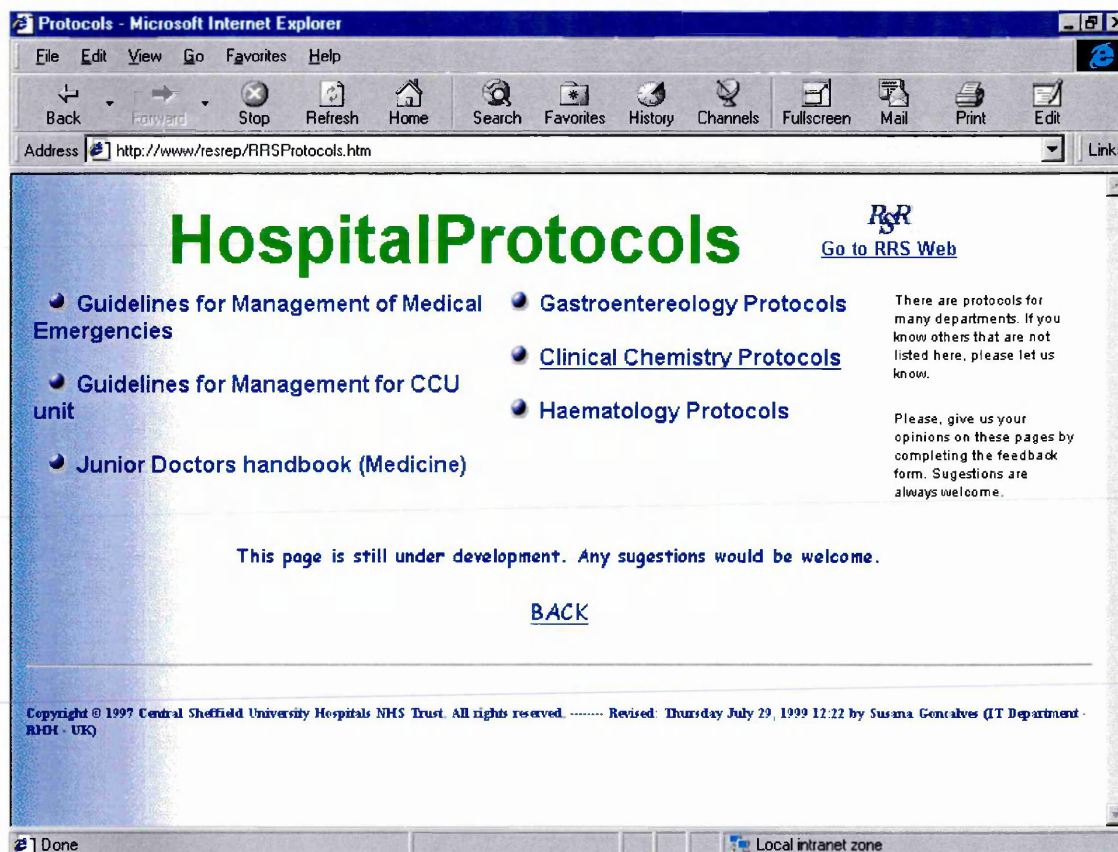 Protocols - Microsoft Internet Explorer
File Edit View Go Favorites Help
Back Forward Stop Refresh Home Search Favorites History Channels Fullscreen Mail Print Edit
Address http://www/resrep/RRSProtocols.htm Link
HospitalProtocols
RSR
Go to RRS Web
Guidelines for Management of Medical
Emergencies
Guidelines for Management for CCU
unit
Junior Doctors handbook (Medicine)
Gastroentereology Protocols
Clinical Chemistry Protocols
Haematology Protocols
There are protocols for
many departments. If you
know others that are not
listed here, please let us
know.
Please, give us your
opinions on these pages by
completing the feedback
form. Sugestions are
always welcome.
This page is still under development. Any sugestions would be welcome.
BACK
Copyright © 1997 Central Sheffield University Hospitals NHS Trust. All rights reserved. -------- Revised: Thursday July 29, 1999 12:22 by Susana Goncalves (IT Department -
RHH - UK)
Done
Local intranet zone